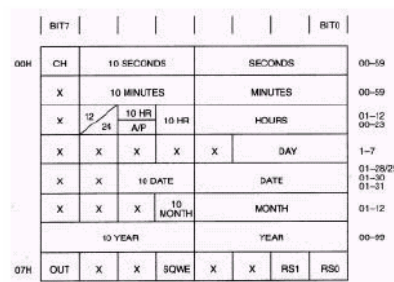 BIT7 BIT0
00H CH 10 SECONDS SECONDS 00–59
X 10 MINUTES MINUTES 00–59
X 12/24 10 HR A/P 10 HR HOURS 01–12 00–23
X X X X X DAY 1–7
X X 10 DATE DATE 01–28/29 01–30 01–31
X X X 10 MONTH MONTH 01–12
10 YEAR YEAR 00–99
07H OUT X X SQWE X X RS1 RS0